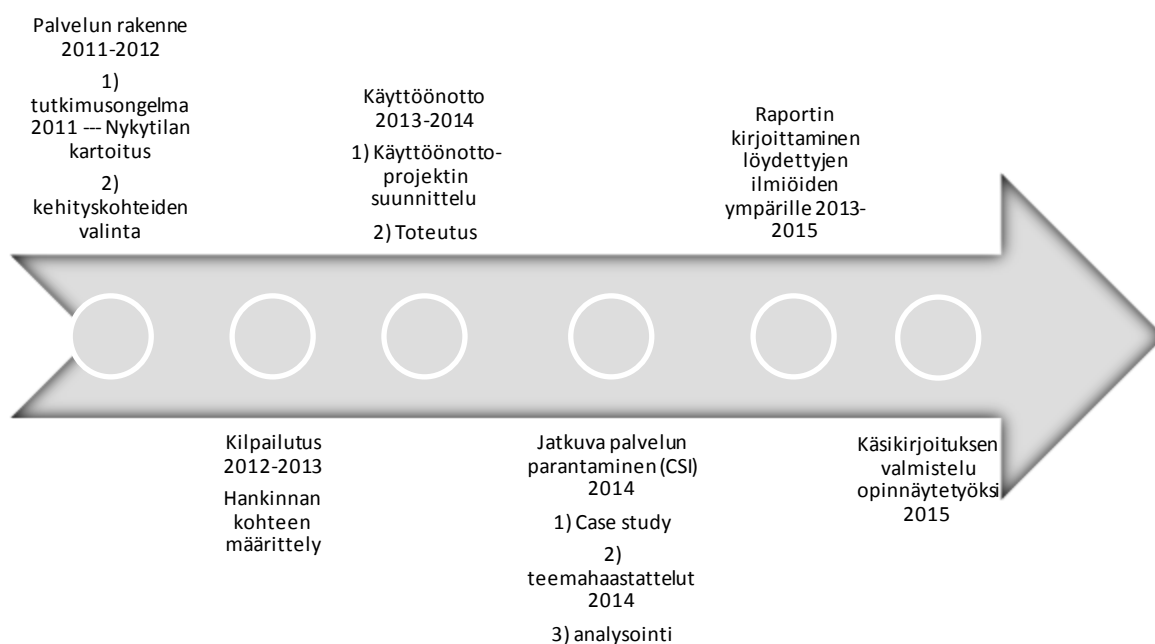 Palvelun rakenne
2011-2012
1)
tutkimusongelma
2011 --- Nykytilan
kartoitus
2)
kehityskohteiden
valinta
Kilpailutus
2012-2013
Hankinnan
kohteen
määrittely
Käyttöönotto
2013-2014
1) Käyttöönotto-
projektin
suunnittelu
2) Toteutus
Jatkuva palvelun
parantaminen (CSI)
2014
1) Case study
2)
teemahaastattelut
2014
3) analysointi
Raportin
kirjoittaminen
löydettyjen
ilmiöiden
ympärille 2013-
2015
Käsikirjoituksen
valmistelu
opinnäytetyöksi
2015